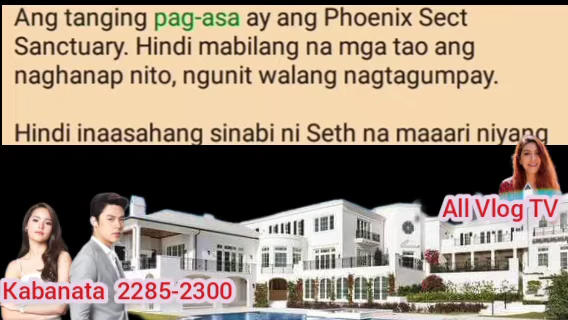 Ang tanging pag-asa ay ang Phoenix Sect
Sanctuary. Hindi mabilang na mga tao ang
naghanap nito, ngunit walang nagtagumpay.
Hindi inaasahang sinabi ni Seth na maaari niyang
All Vlog TV
Kabanata 2285-2300